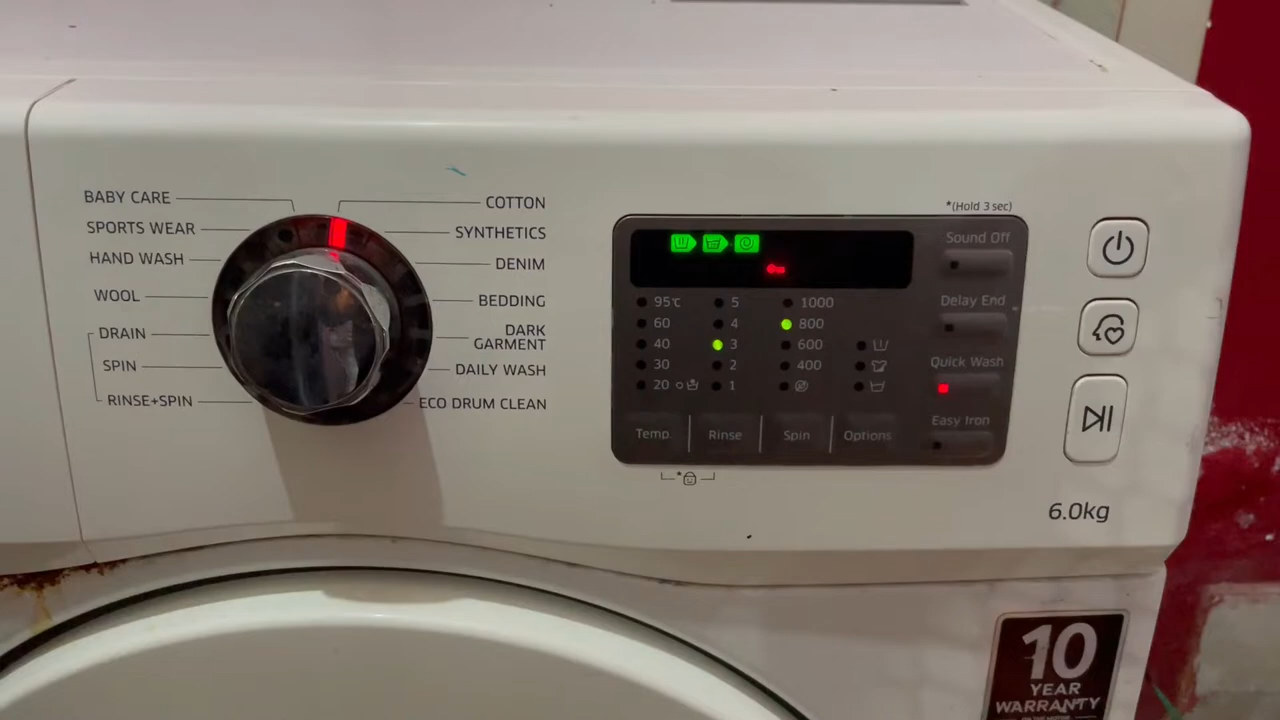 BABY CARE
SPORTS WEAR
HAND WASH
WOOL
DRAIN
SPIN
RINSE+SPIN
COTTON
SYNTHETICS
DENIM
BEDDING
DARK
GARMENT
DAILY WASH
ECO DRUM CLEAN
*(Hold 3 sec)
Sound Off
Delay End
Quick Wash
Easy Iron
95℃ 5 1000
60 4 800
40 3 600
30 2 400
20 1
Temp. Rinse Spin Options
*
6.0kg
10
YEAR
WARRANTY